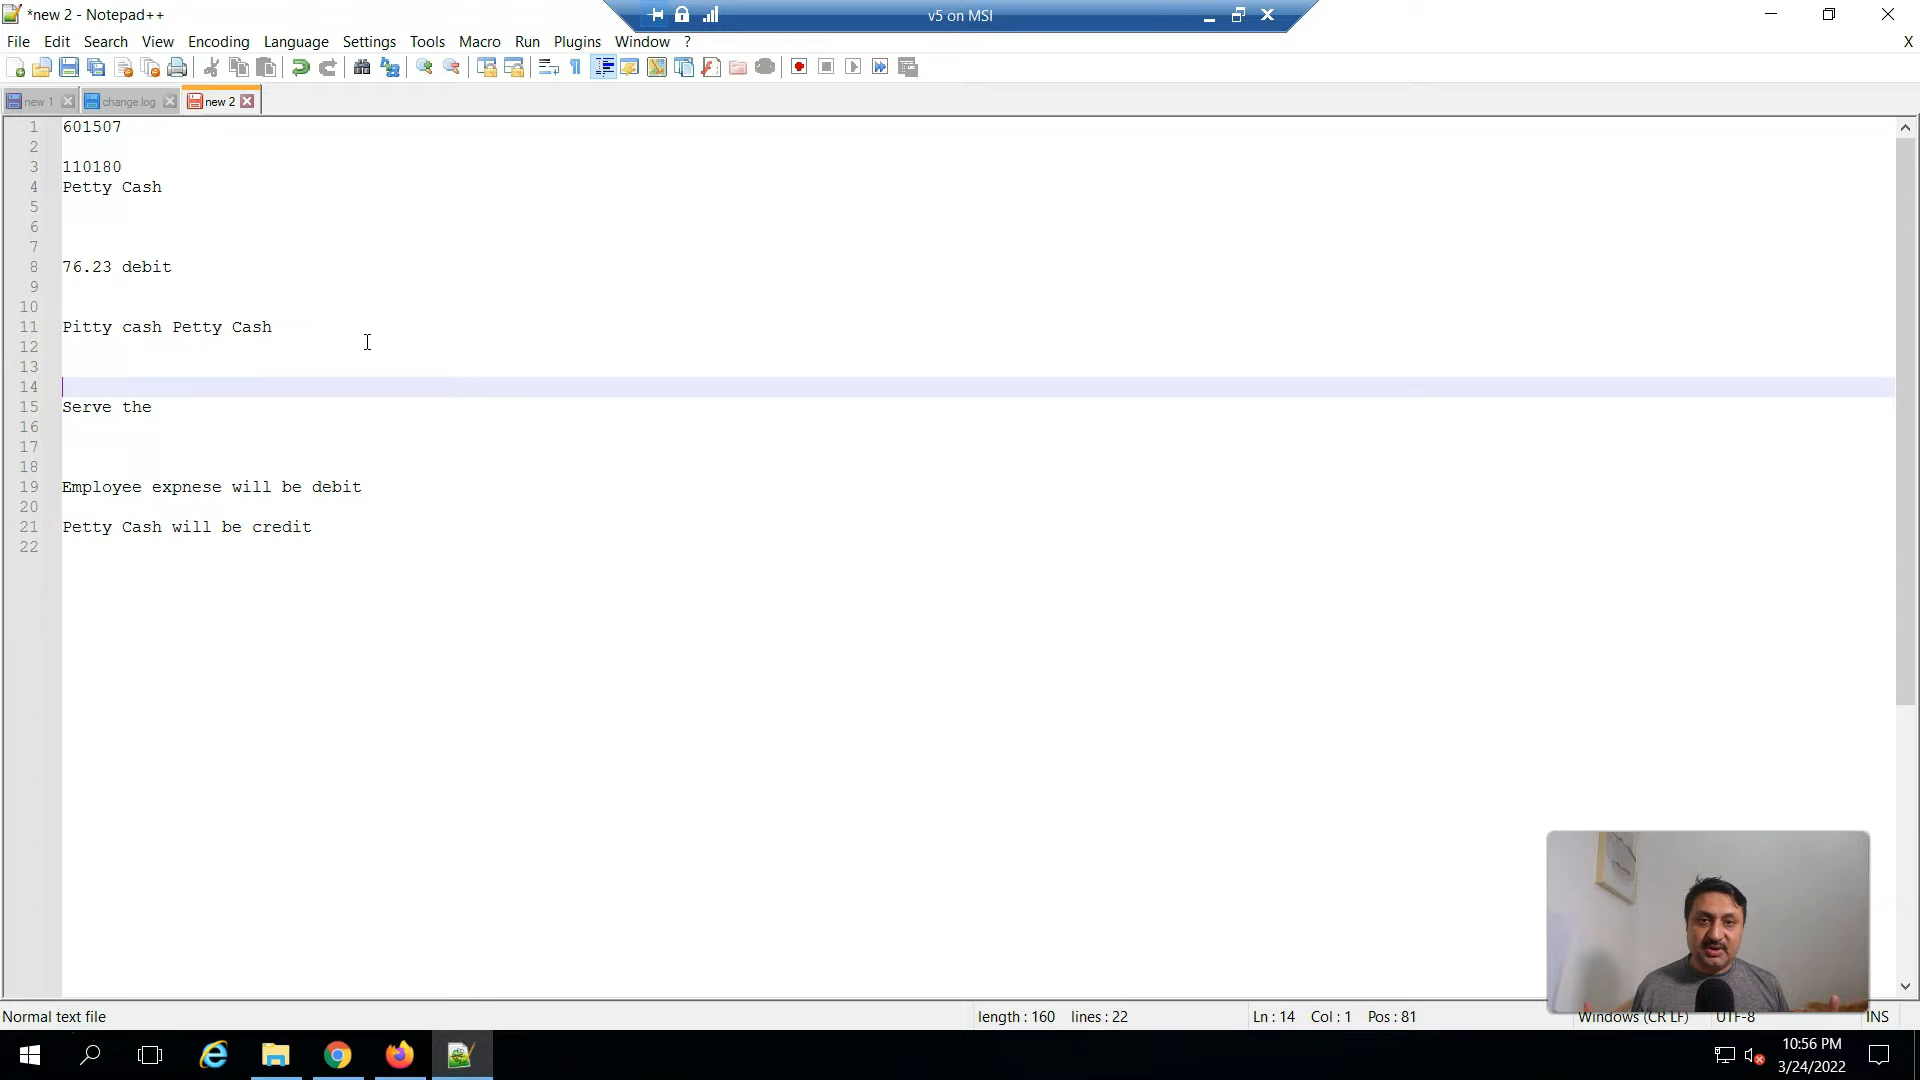 *new 2 - Notepad++
v5 on MSI
File Edit Search View Encoding Language Settings Tools Macro Run Plugins Window ? X
new 1 change.log new 2
1 601507
2
3 110180
4 Petty Cash
5
6
7
8 76.23 debit
9
10
11 Pitty cash Petty Cash
12
13
14
15 Serve the
16
17
18
19 Employee expnese will be debit
20
21 Petty Cash will be credit
22
Normal text file length : 160 lines : 22 Ln : 14 Col : 1 Pos : 81 Windows (CR LF) UTF-8 INS
10:56 PM
3/24/2022